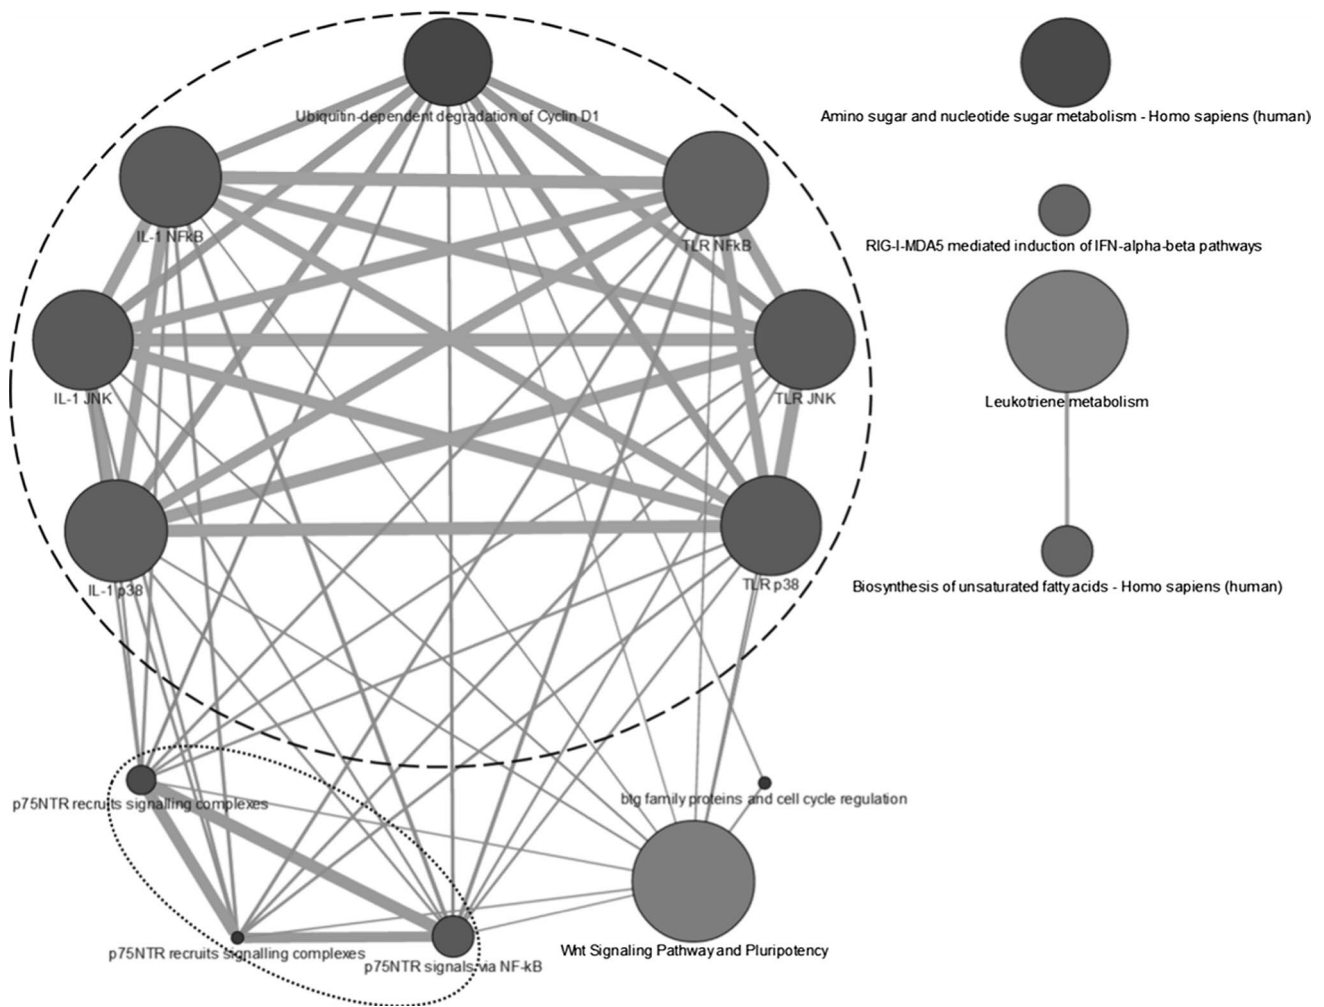 Ubiquitin-dependent degradation of Cyclin D1
Amino sugar and nucleotide sugar metabolism - Homo sapiens (human)
IL-1 NFkB
TLR NFkB
RIG-I-MDA5 mediated induction of IFN-alpha-beta pathways
IL-1 JNK
TLR JNK
Leukotriene metabolism
IL-1 p38
TLR p38
Biosynthesis of unsaturated fatty acids - Homo sapiens (human)
p75NTR recruits signalling complexes
btg family proteins and cell cycle regulation
p75NTR recruits signalling complexes
p75NTR signals via NF-kB
Wnt Signaling Pathway and Pluripotency